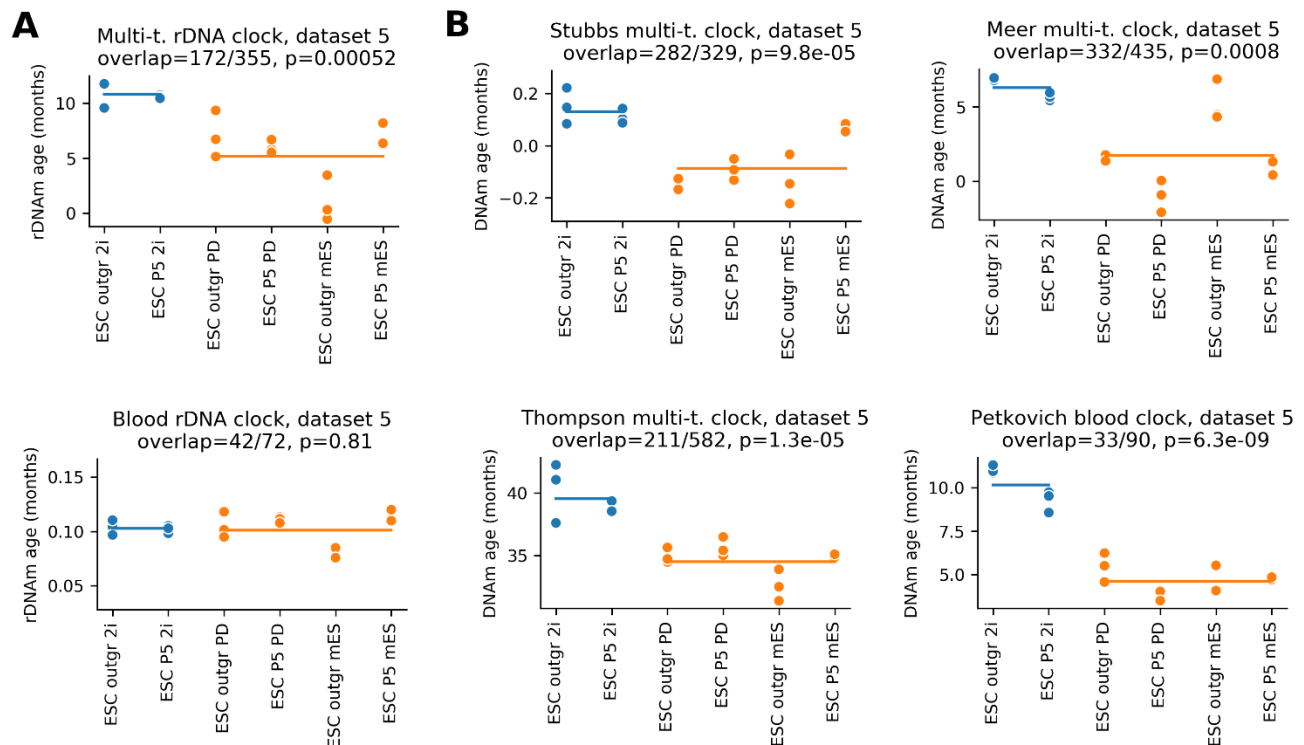 A
Multi-t. rDNA clock, dataset 5
overlap=172/355, p=0.00052
rDNAm age (months)
10
5
0
ESC outgr 2i
ESC P5 2i
ESC outgr PD
ESC P5 PD
ESC outgr mES
ESC P5 mES
B
Stubbs multi-t. clock, dataset 5
overlap=282/329, p=9.8e-05
DNAm age (months)
0.2
0.0
−0.2
ESC outgr 2i
ESC P5 2i
ESC outgr PD
ESC P5 PD
ESC outgr mES
ESC P5 mES
Meer multi-t. clock, dataset 5
overlap=332/435, p=0.0008
DNAm age (months)
5
0
ESC outgr 2i
ESC P5 2i
ESC outgr PD
ESC P5 PD
ESC outgr mES
ESC P5 mES
Blood rDNA clock, dataset 5
overlap=42/72, p=0.81
rDNAm age (months)
0.15
0.10
0.05
ESC outgr 2i
ESC P5 2i
ESC outgr PD
ESC P5 PD
ESC outgr mES
ESC P5 mES
Thompson multi-t. clock, dataset 5
overlap=211/582, p=1.3e-05
DNAm age (months)
40
35
ESC outgr 2i
ESC P5 2i
ESC outgr PD
ESC P5 PD
ESC outgr mES
ESC P5 mES
Petkovich blood clock, dataset 5
overlap=33/90, p=6.3e-09
DNAm age (months)
10.0
7.5
5.0
ESC outgr 2i
ESC P5 2i
ESC outgr PD
ESC P5 PD
ESC outgr mES
ESC P5 mES